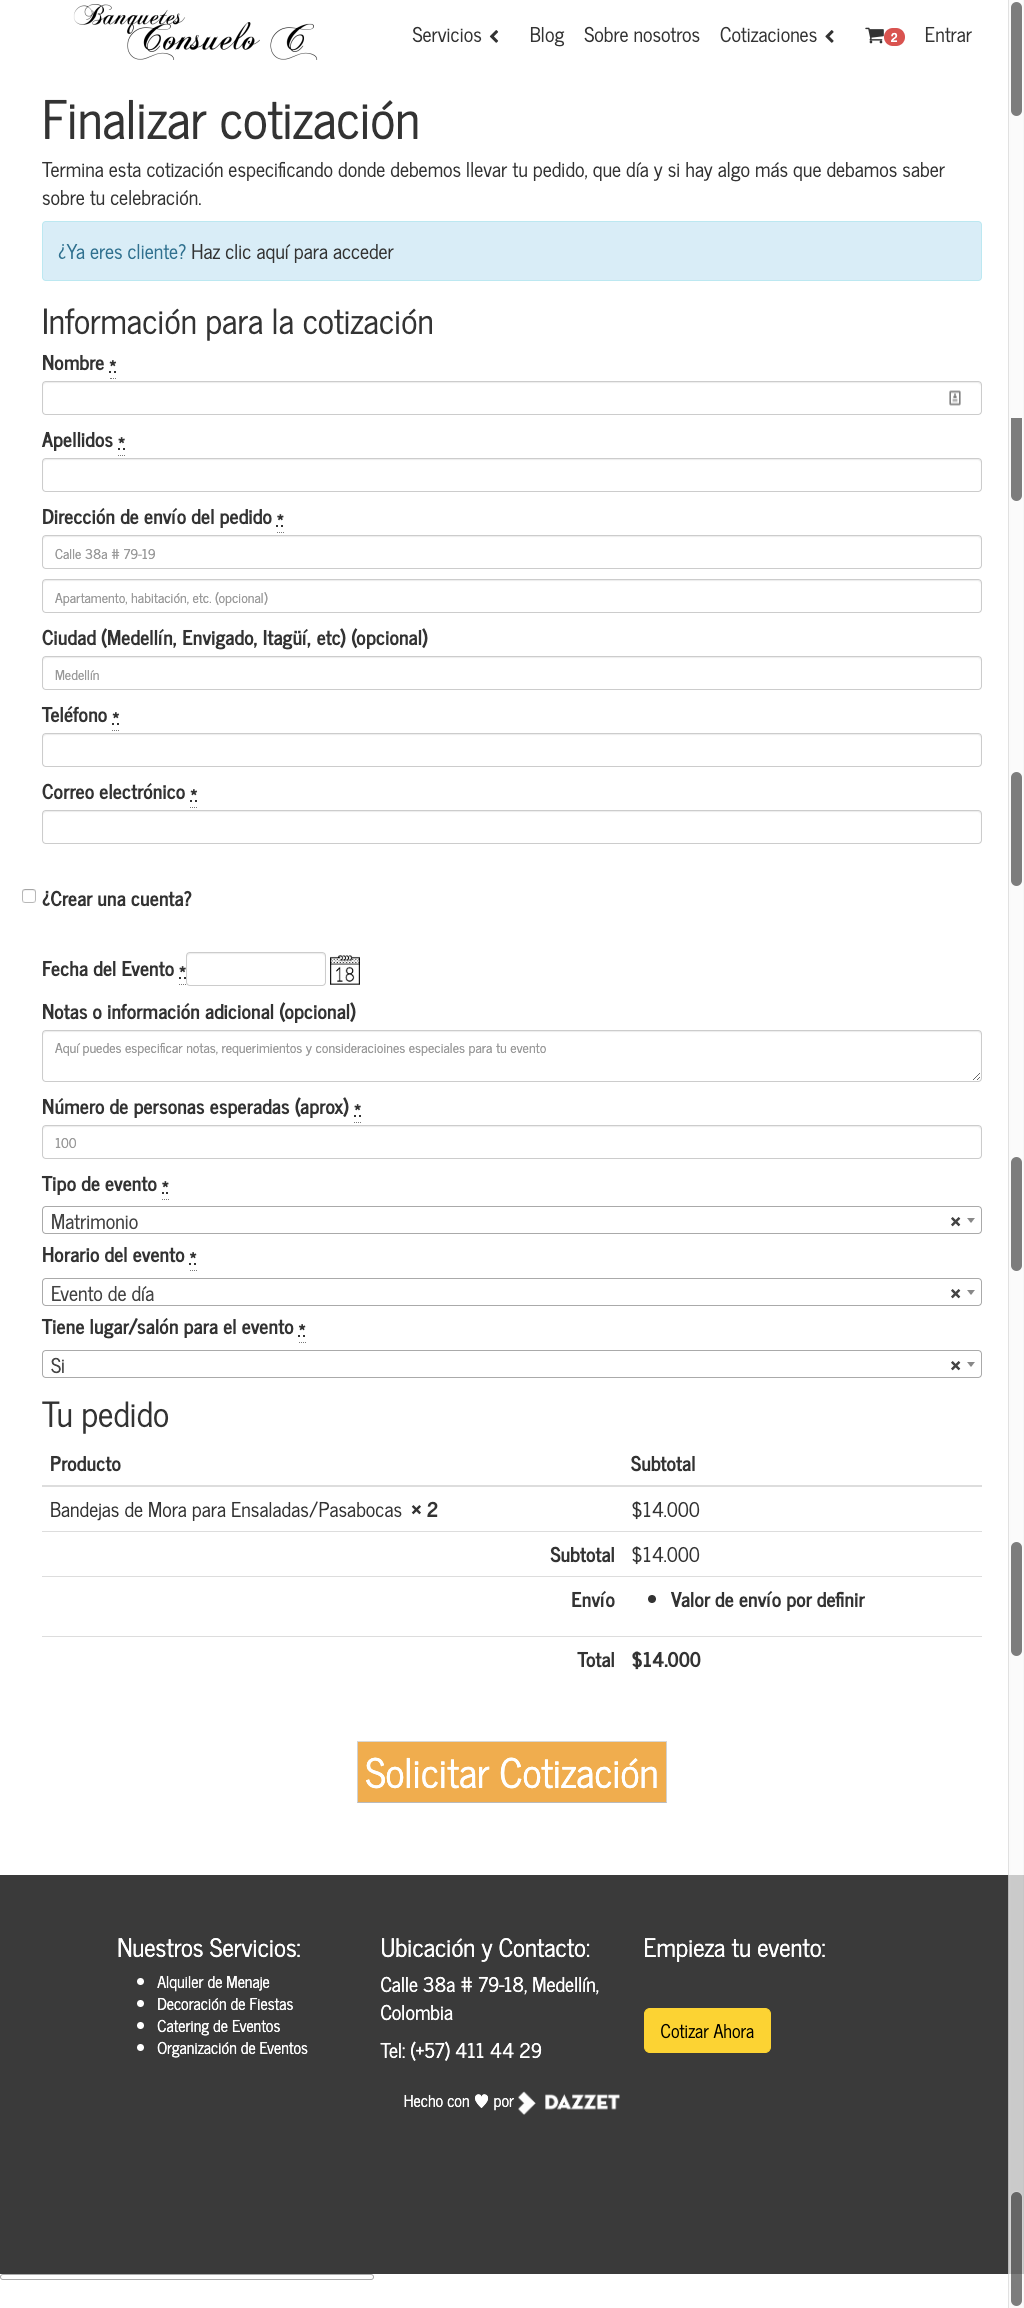 Banquetes
Consuelo C
Servicios Blog Sobre nosotros Cotizaciones 2 Entrar
Finalizar cotización
Termina esta cotización especificando donde debemos llevar tu pedido, que día y si hay algo más que debamos saber
sobre tu celebración.
¿Ya eres cliente? Haz clic aquí para acceder
Información para la cotización
Nombre *
Apellidos *
Dirección de envío del pedido *
Calle 38a # 79-19
Apartamento, habitación, etc. (opcional)
Ciudad (Medellín, Envigado, Itagüí, etc) (opcional)
Medellín
Teléfono *
Correo electrónico *
¿Crear una cuenta?
Fecha del Evento * 18
Notas o información adicional (opcional)
Aquí puedes especificar notas, requerimientos y consideracioines especiales para tu evento
Número de personas esperadas (aprox) *
100
Tipo de evento *
Matrimonio ×
Horario del evento *
Evento de día ×
Tiene lugar/salón para el evento *
Si ×
Tu pedido
Producto Subtotal
Bandejas de Mora para Ensaladas/Pasabocas × 2 $14.000
Subtotal $14.000
Envío • Valor de envío por definir
Total $14.000
Solicitar Cotización
Nuestros Servicios:
• Alquiler de Menaje
• Decoración de Fiestas
• Catering de Eventos
• Organización de Eventos
Ubicación y Contacto:
Calle 38a # 79-18, Medellín,
Colombia
Tel: (+57) 411 44 29
Empieza tu evento:
Cotizar Ahora
Hecho con ♥ por DAZZET